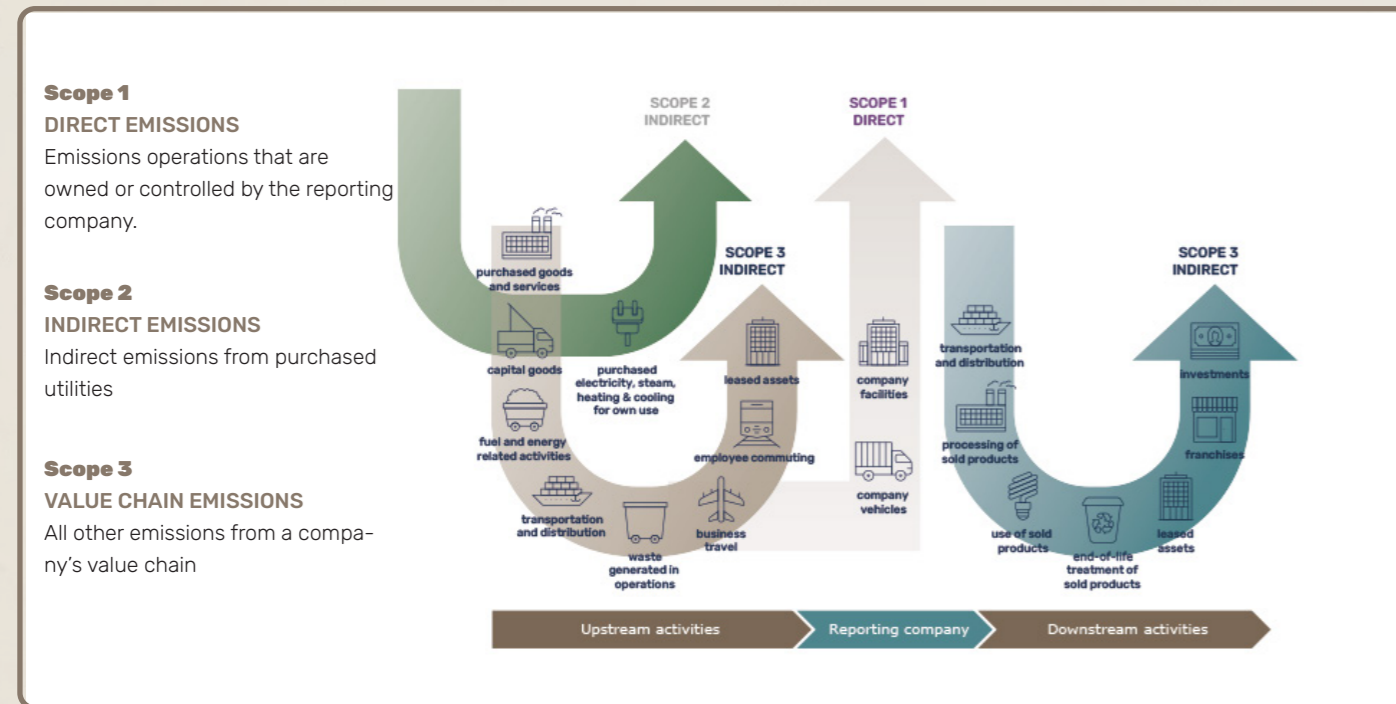 Scope 1
DIRECT EMISSIONS
Emissions operations that are
owned or controlled by the reporting
company.
Scope 2
INDIRECT EMISSIONS
Indirect emissions from purchased
utilities
Scope 3
VALUE CHAIN EMISSIONS
All other emissions from a compa-
ny's value chain
SCOPE 2
INDIRECT
SCOPE 1
DIRECT
SCOPE 3
INDIRECT
SCOPE 3
INDIRECT
purchased goods
and services
capital goods
fuel and energy
related activities
transportation
and distribution
waste
generated in
operations
business
travel
employee commuting
leased assets
purchased
electricity, steam,
heating & cooling
for own use
company
facilities
company
vehicles
transportation
and distribution
processing of
sold products
use of sold
products
end-of-life
treatment of
sold products
leased
assets
franchises
investments
Upstream activities
Reporting company
Downstream activities